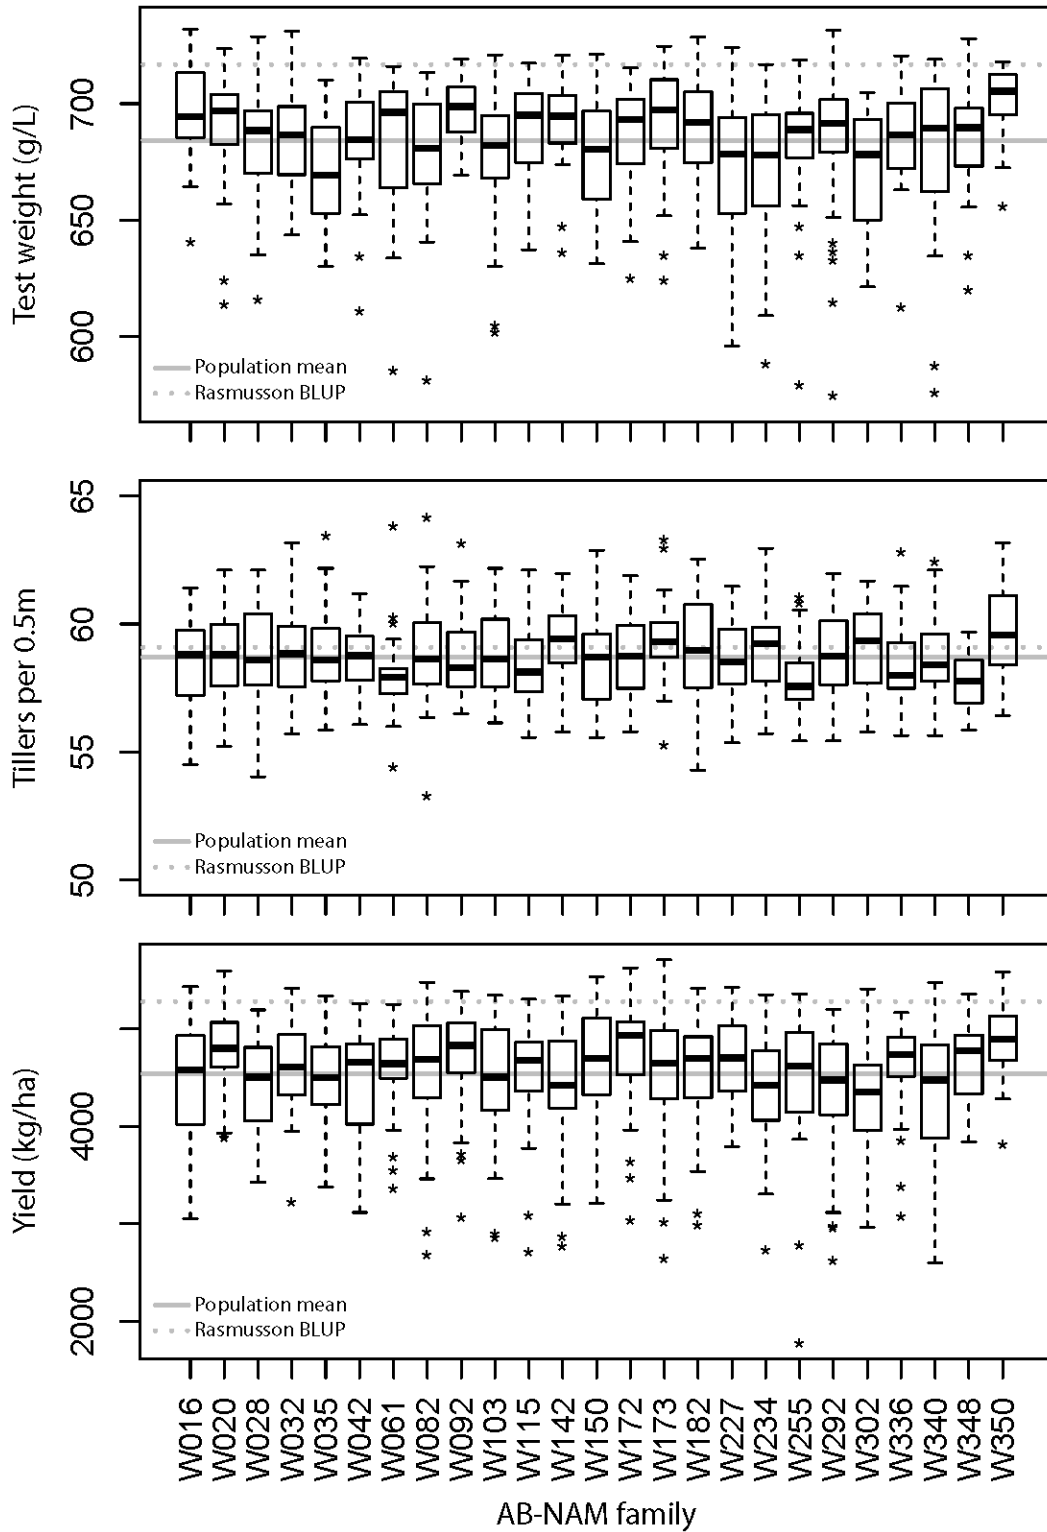 Test weight (g/L)
700
650
600
Population mean
Rasmusson BLUP
Tillers per 0.5m
65
60
55
50
Population mean
Rasmusson BLUP
Yield (kg/ha)
4000
2000
Population mean
Rasmusson BLUP
W016
W020
W028
W032
W035
W042
W061
W082
W092
W103
W115
W142
W150
W172
W173
W182
W227
W234
W255
W292
W302
W336
W340
W348
W350
AB-NAM family